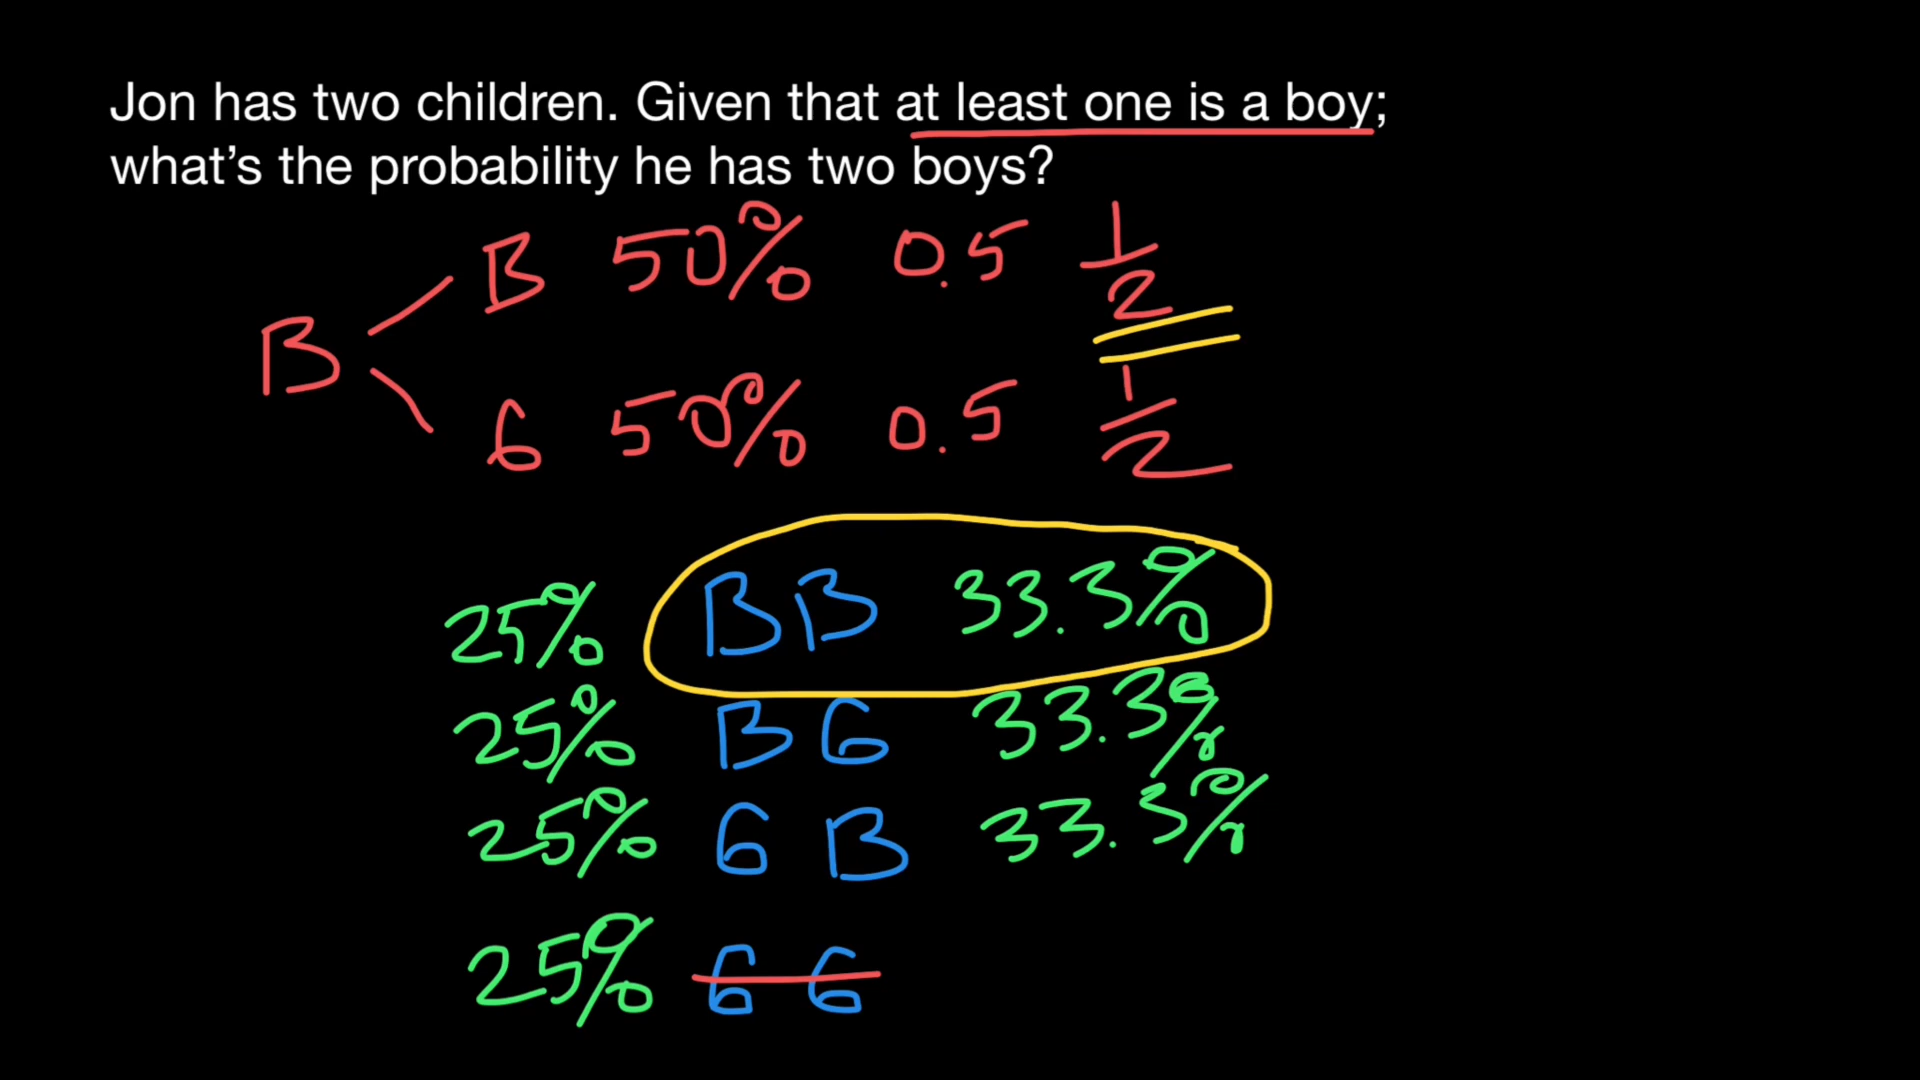 Jon has two children. Given that at least one is a boy;
what’s the probability he has two boys?
B 50% 0.5 1/2
B
G 50% 0.5 1/2
25% BB 33.3%
25% BG 33.3%
25% GB 33.3%
25% GG